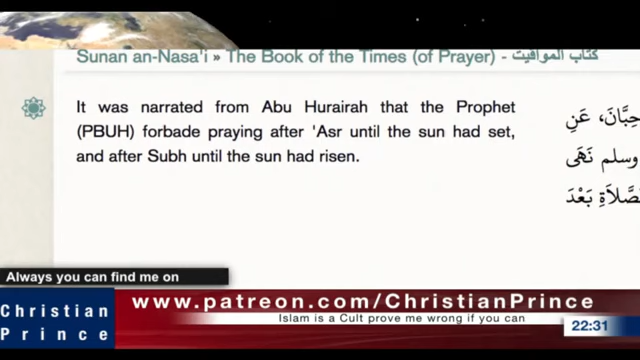 Sunan an-Nasa'i » The Book of the Times (of Prayer) - كتاب المواقيت
It was narrated from Abu Hurairah that the Prophet
(PBUH) forbade praying after 'Asr until the sun had set,
and after Subh until the sun had risen.
حِبَّانَ، عَنِ
وسلم نَهَى
الصَّلاَةِ بَعْدَ
Always you can find me on
Christian
Prince
www.patreon.com/ChristianPrince
Islam is a Cult prove me wrong if you can
22:31